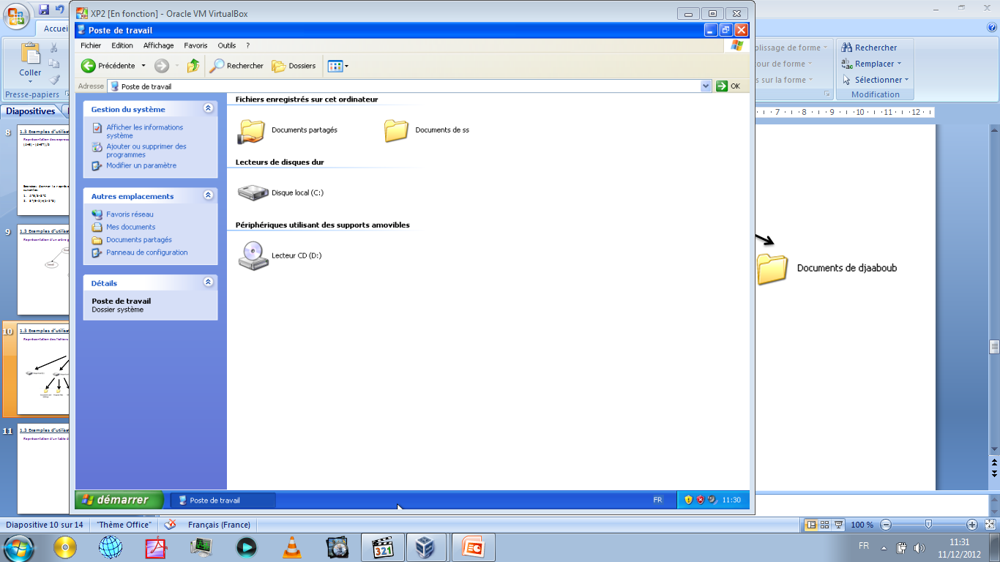 XP2 [En fonction] - Oracle VM VirtualBox
Accuei
Poste de travail
Fichier Edition Affichage Favoris Outils ?
Précédente Rechercher Dossiers
Adresse Poste de travail OK
Coller
Presse-papiers
Diapositives
Gestion du système
Afficher les informations
système
Ajouter ou supprimer des
programmes
Modifier un paramètre
Autres emplacements
Favoris réseau
Mes documents
Documents partagés
Panneau de configuration
Détails
Poste de travail
Dossier système
Fichiers enregistrés sur cet ordinateur
Documents partagés Documents de ss
Lecteurs de disques dur
Disque local (C:)
Périphériques utilisant des supports amovibles
Lecteur CD (D:)
plissage de forme
our de forme
s sur la forme
Rechercher
Remplacer
Sélectionner
Modification
7 8 9 10 11 12
Documents de djaaboub
8
1.3 Exemples d'utilisat
9
1.3 Exemples d'utilisat
10
1.3 Exemples d'utilisat
11
1.3 Exemples d'utilisat
démarrer Poste de travail FR 11:30
Diapositive 10 sur 14 "Thème Office" Français (France) 100 %
321
FR 11:31
11/12/2012